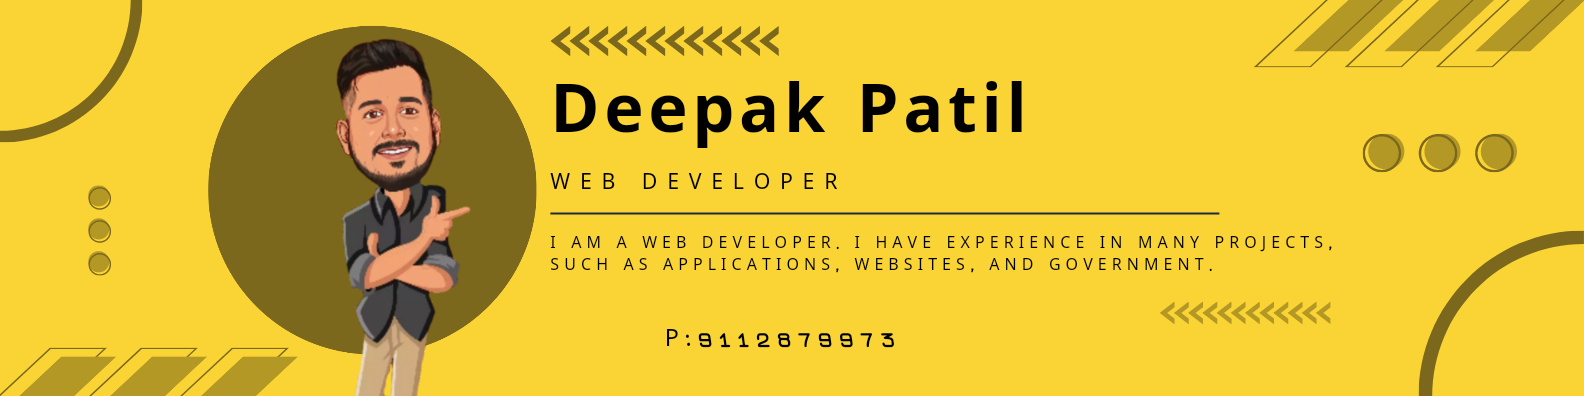 Deepak Patil
WEB DEVELOPER
I AM A WEB DEVELOPER. I HAVE EXPERIENCE IN MANY PROJECTS,
SUCH AS APPLICATIONS, WEBSITES, AND GOVERNMENT.
P:9112879973